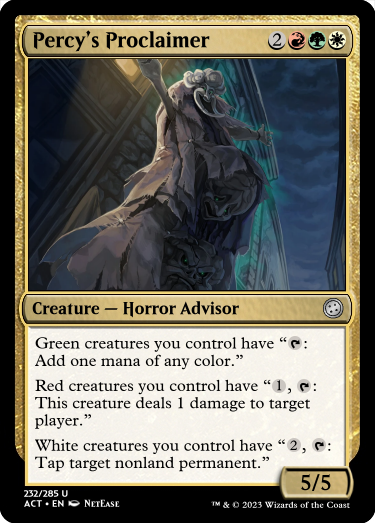 Percy's Proclaimer 2
Creature — Horror Advisor
Green creatures you control have “:
Add one mana of any color.”
Red creatures you control have “1, :
This creature deals 1 damage to target
player.”
White creatures you control have “2, :
Tap target nonland permanent.”
5/5
232/285 U
ACT • EN NetEase
™ & © 2023 Wizards of the Coast